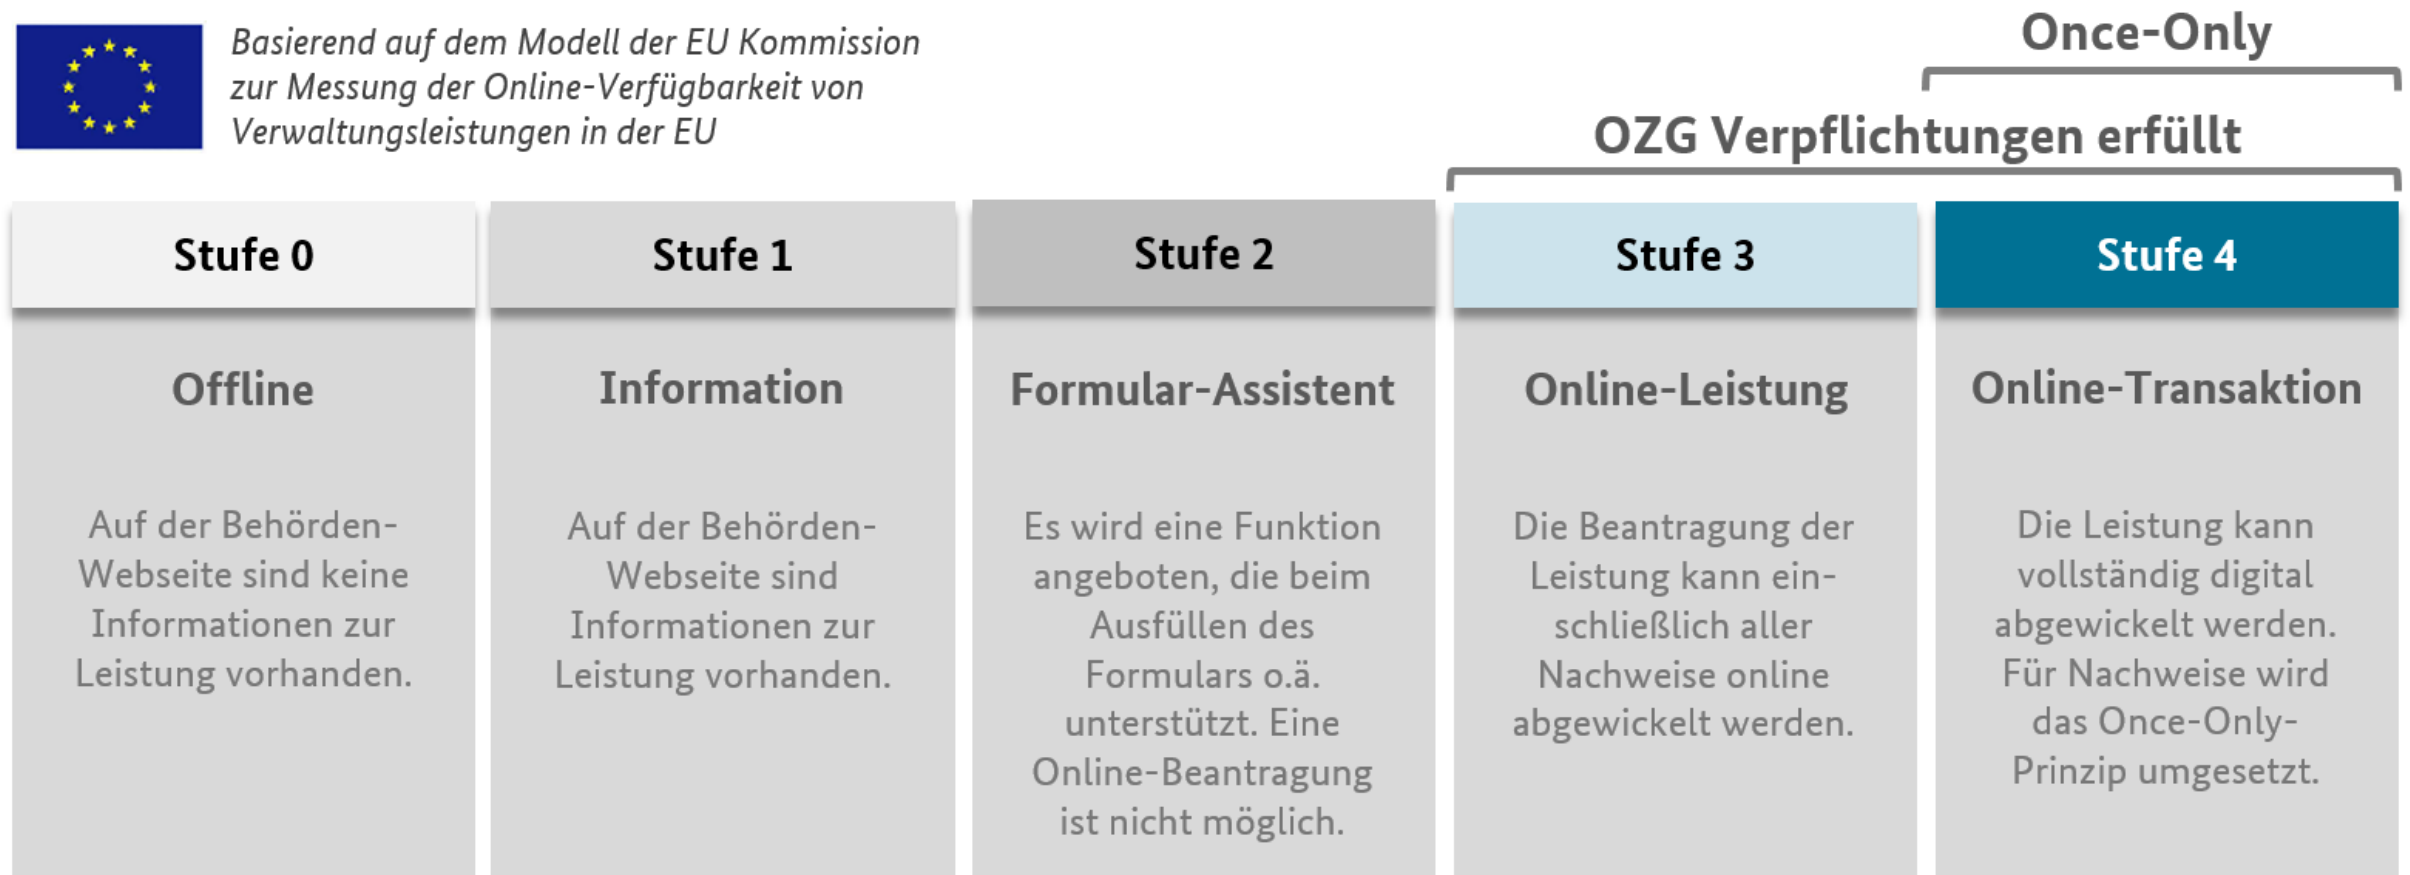 Basierend auf dem Modell der EU Kommission
zur Messung der Online-Verfügbarkeit von
Verwaltungsleistungen in der EU
Once-Only
OZG Verpflichtungen erfüllt
Stufe 0
Offline
Auf der Behörden-
Webseite sind keine
Informationen zur
Leistung vorhanden.
Stufe 1
Information
Auf der Behörden-
Webseite sind
Informationen zur
Leistung vorhanden.
Stufe 2
Formular-Assistent
Es wird eine Funktion
angeboten, die beim
Ausfüllen des
Formulars o.ä.
unterstützt. Eine
Online-Beantragung
ist nicht möglich.
Stufe 3
Online-Leistung
Die Beantragung der
Leistung kann ein-
schließlich aller
Nachweise online
abgewickelt werden.
Stufe 4
Online-Transaktion
Die Leistung kann
vollständig digital
abgewickelt werden.
Für Nachweise wird
das Once-Only-
Prinzip umgesetzt.